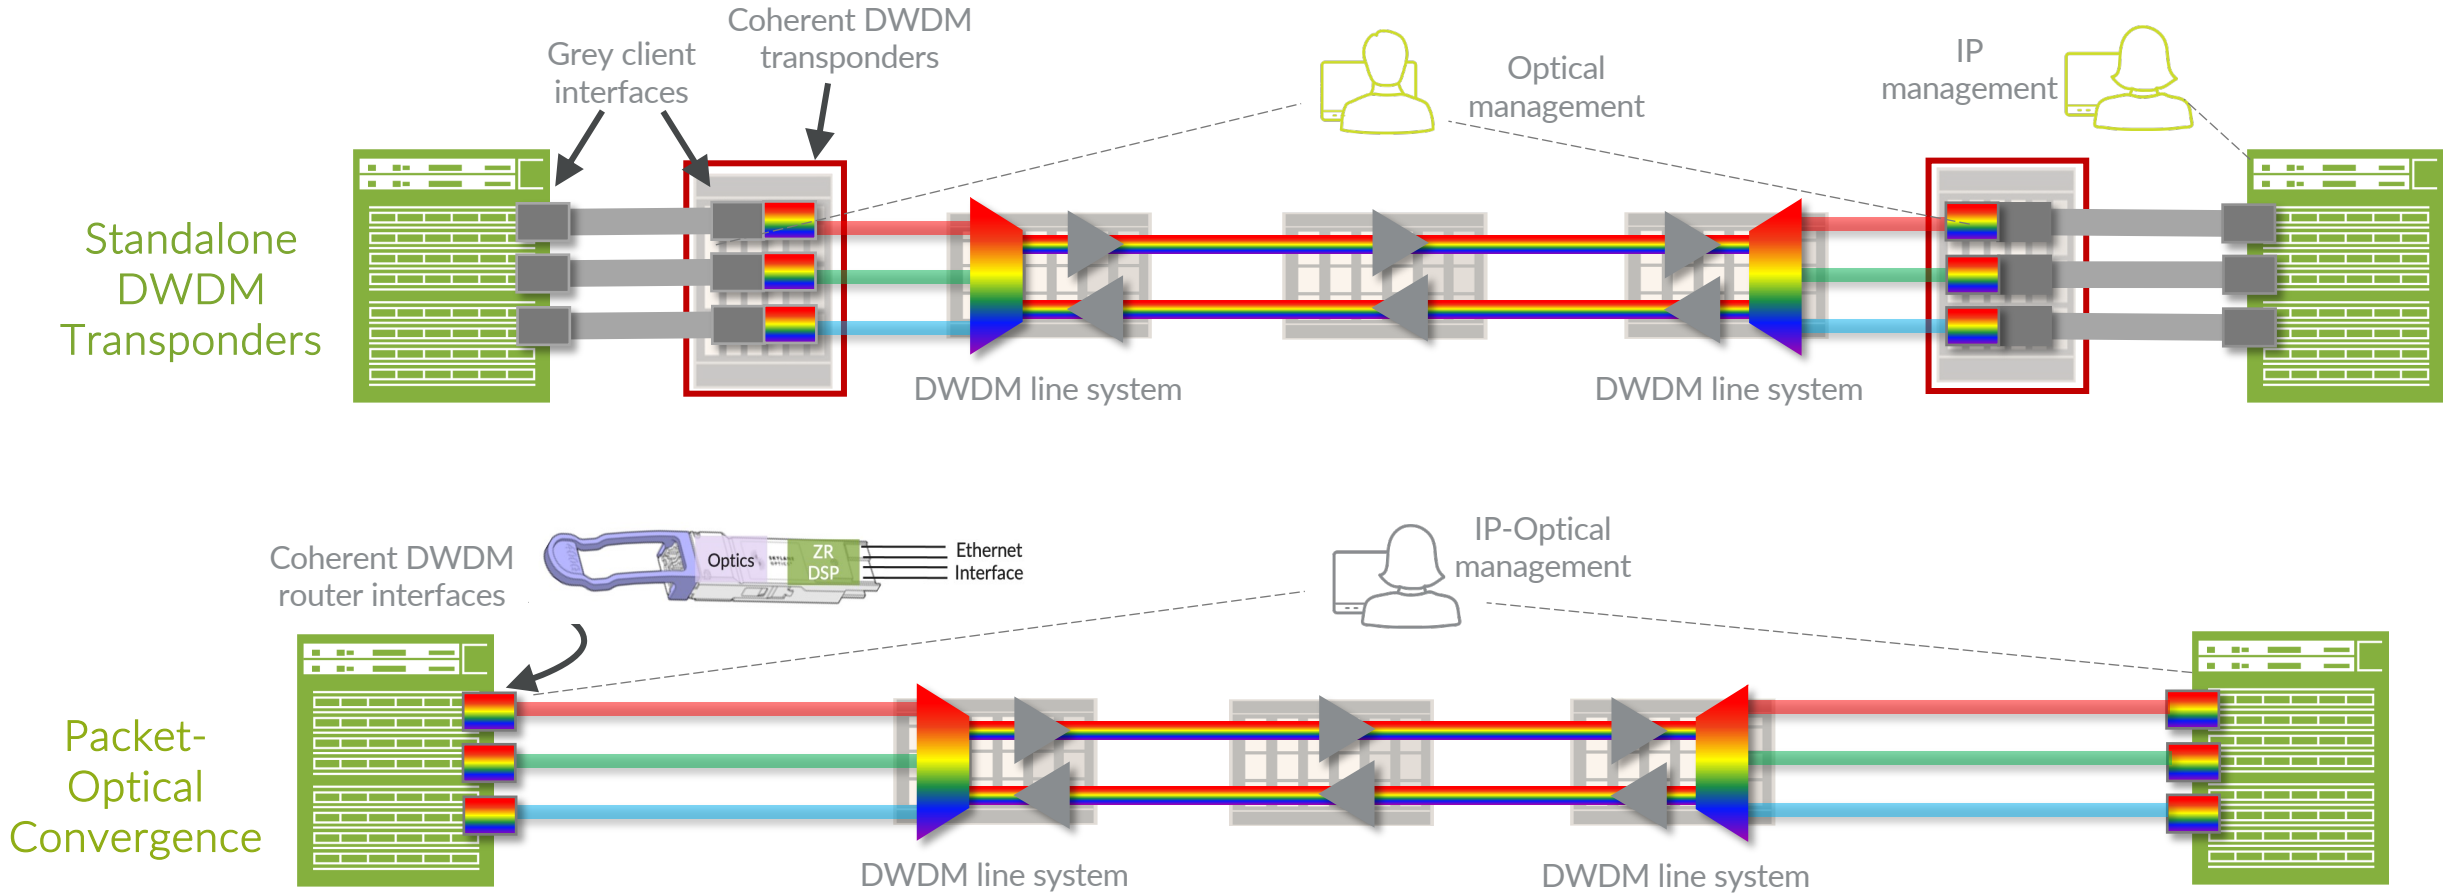 Coherent DWDM
transponders
Grey client
interfaces
Optical
management
IP
management
Standalone
DWDM
Transponders
DWDM line system
DWDM line system
Coherent DWDM
router interfaces
Optics
ZR
DSP
Ethernet
Interface
IP-Optical
management
Packet-
Optical
Convergence
DWDM line system
DWDM line system